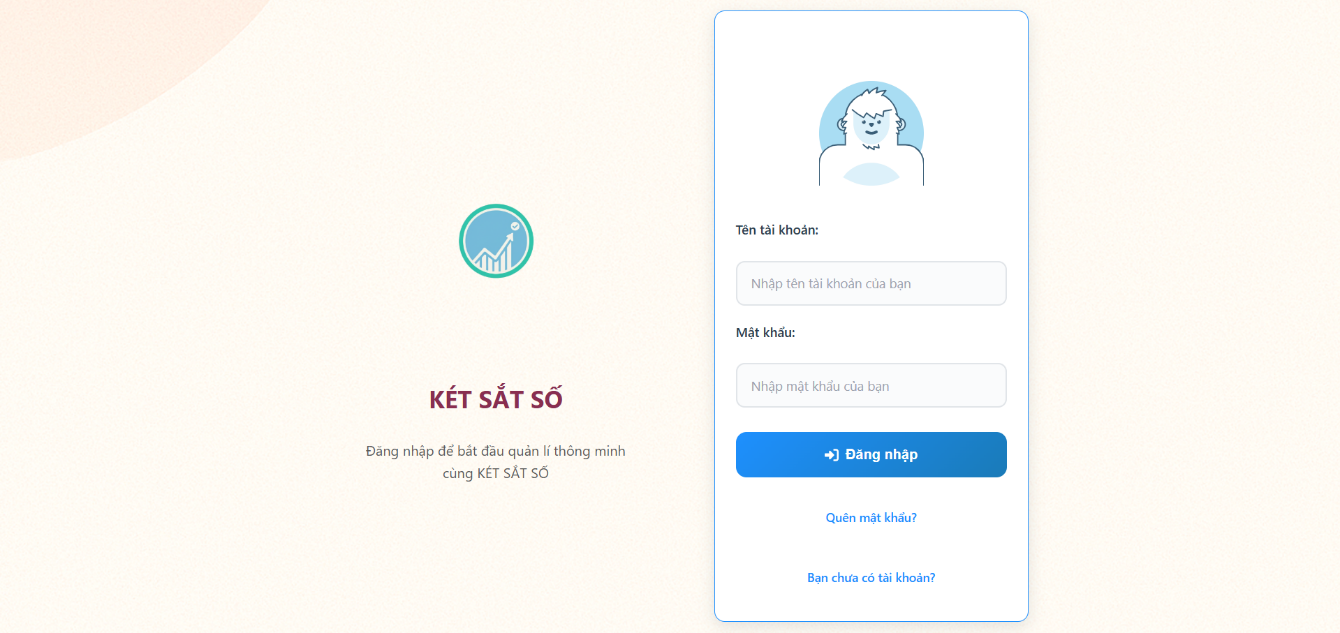 KÉT SẮT SỐ
Đăng nhập để bắt đầu quản lí thông minh
cùng KÉT SẮT SỐ
Tên tài khoản:
Nhập tên tài khoản của bạn
Mật khẩu:
Nhập mật khẩu của bạn
Đăng nhập
Quên mật khẩu?
Bạn chưa có tài khoản?